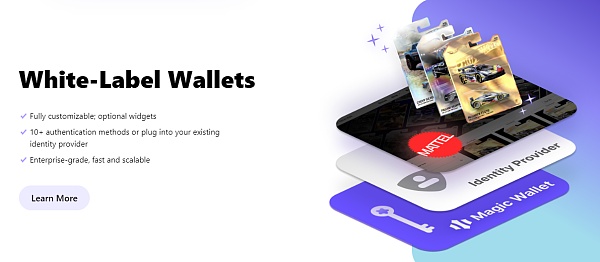 White-Label Wallets
Fully customizable; optional widgets
10+ authentication methods or plug into your existing
identity provider
Enterprise-grade, fast and scalable
Learn More
MATTEL
Identity Provider
Magic Wallet